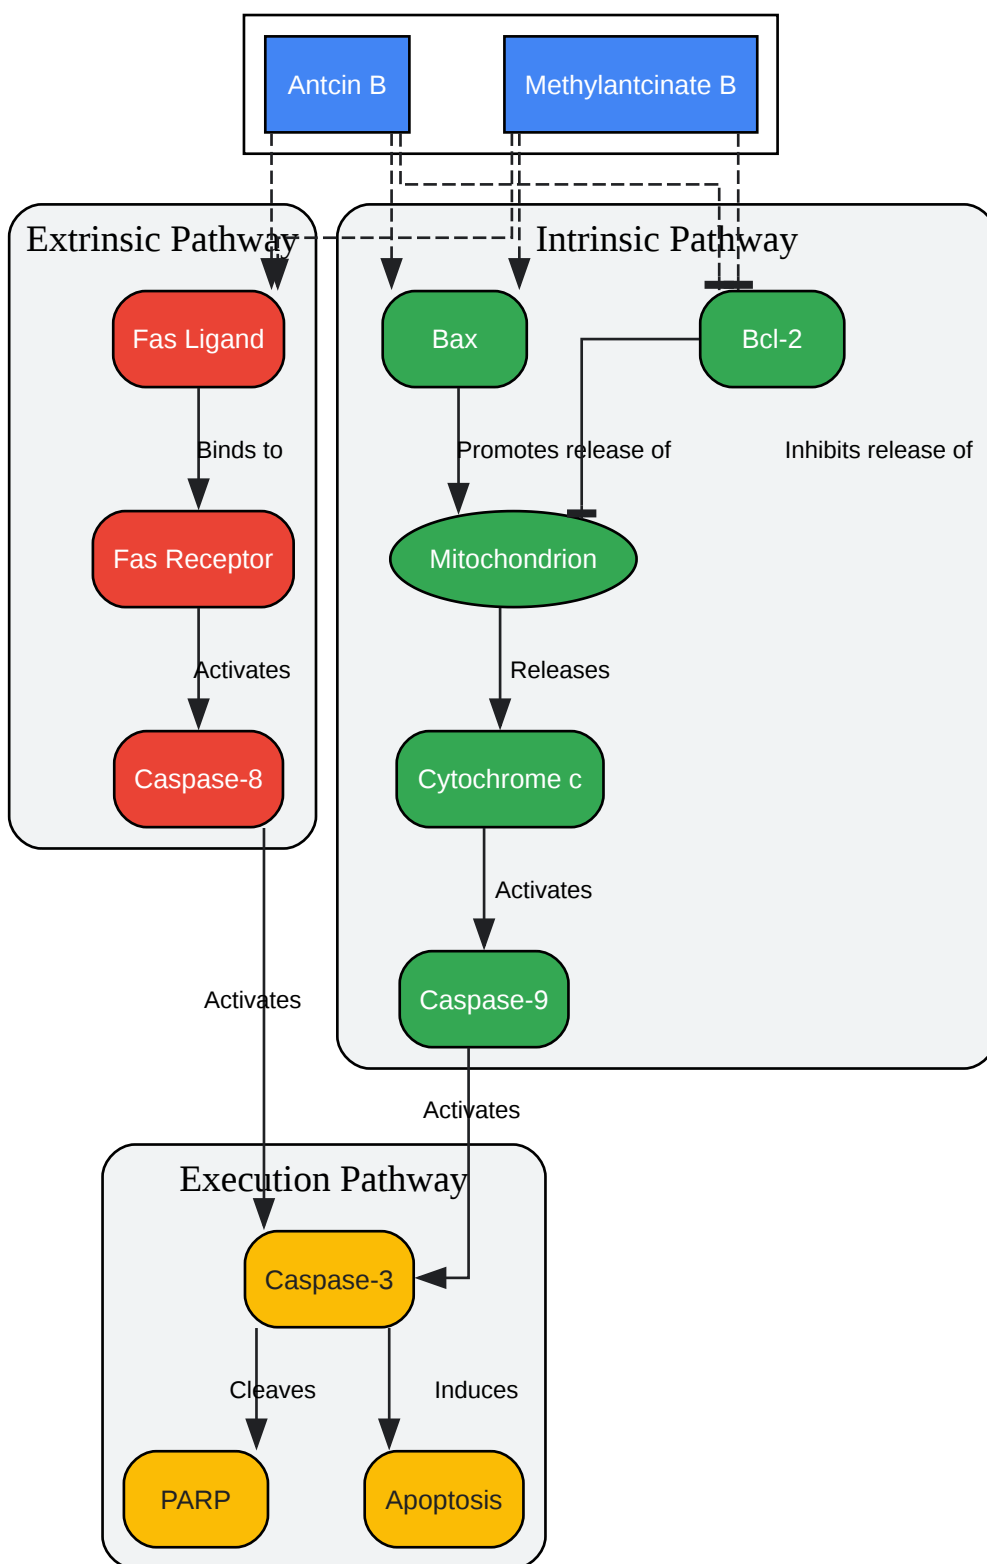 Antcin B
Methylantcinate B
Extrinsic Pathway
Intrinsic Pathway
Fas Ligand
Bax
Bcl-2
Binds to
Promotes release of
Inhibits release of
Fas Receptor
Mitochondrion
Activates
Releases
Caspase-8
Cytochrome c
Activates
Activates
Caspase-9
Activates
Execution Pathway
Caspase-3
Cleaves
Induces
PARP
Apoptosis